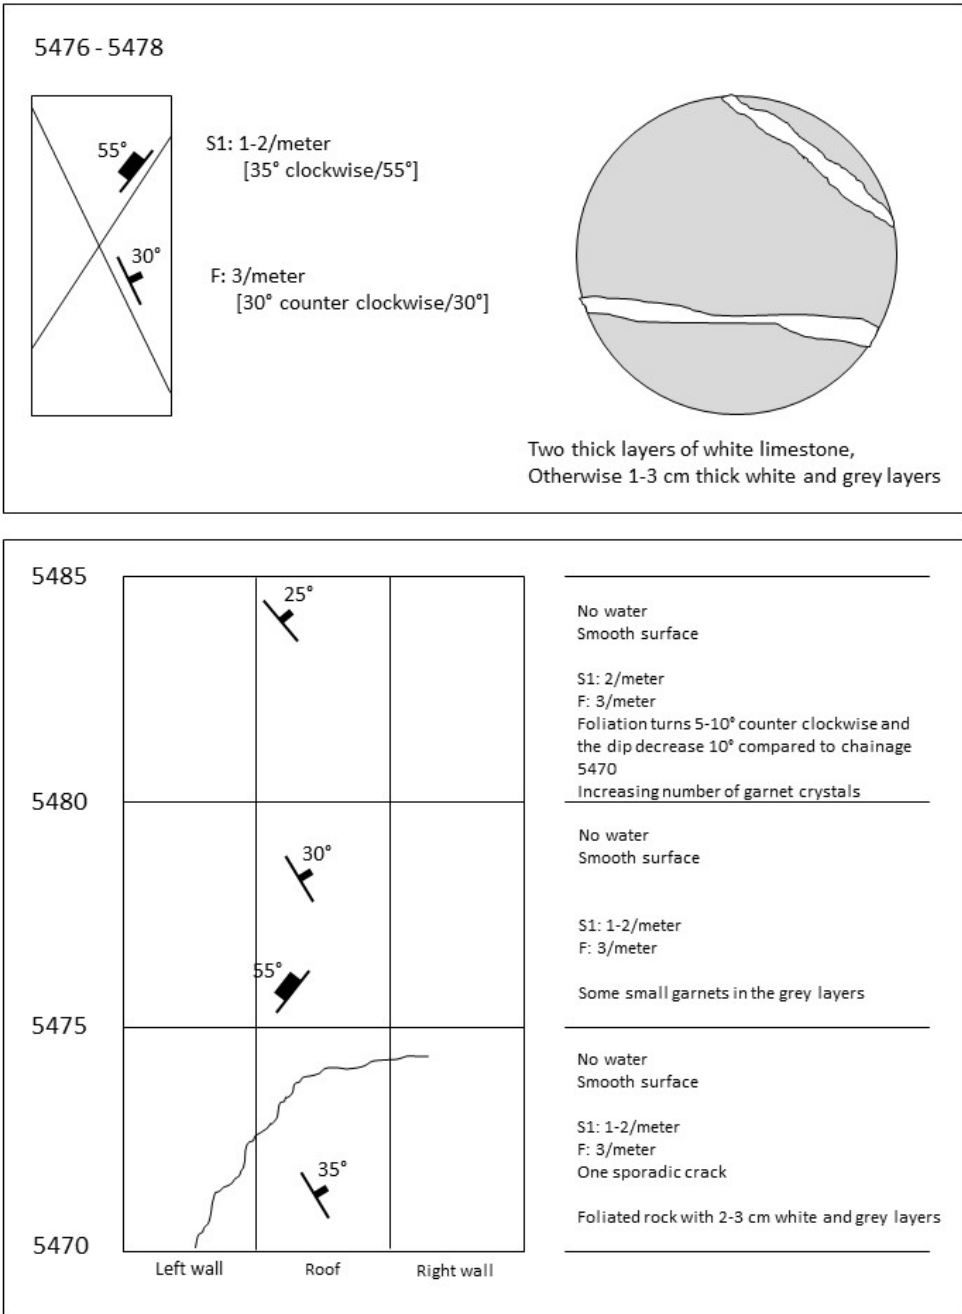 5476 - 5478
55°
S1: 1-2/meter
[35° clockwise/55°]
30°
F: 3/meter
[30° counter clockwise/30°]
Two thick layers of white limestone,
Otherwise 1-3 cm thick white and grey layers
5485
25°
No water
Smooth surface
S1: 2/meter
F: 3/meter
Foliation turns 5-10° counter clockwise and
the dip decrease 10° compared to chainage
5470
Increasing number of garnet crystals
5480
30°
No water
Smooth surface
S1: 1-2/meter
F: 3/meter
55°
Some small garnets in the grey layers
5475
No water
Smooth surface
S1: 1-2/meter
F: 3/meter
One sporadic crack
35°
Foliated rock with 2-3 cm white and grey layers
5470
Left wall Roof Right wall